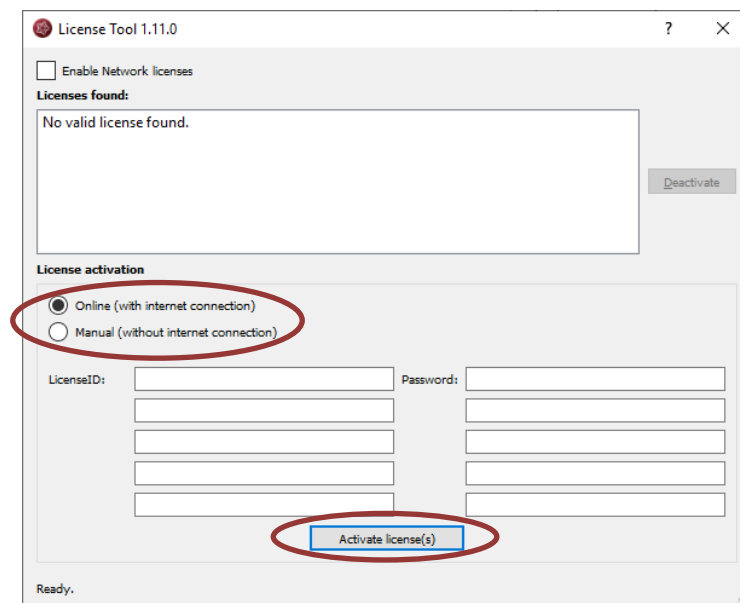 License Tool 1.11.0
?
Enable Network licenses
Licenses found:
No valid license found.
Deactivate
License activation
Online (with internet connection)
Manual (without internet connection)
LicenseID:
Password:
Activate license(s)
Ready.